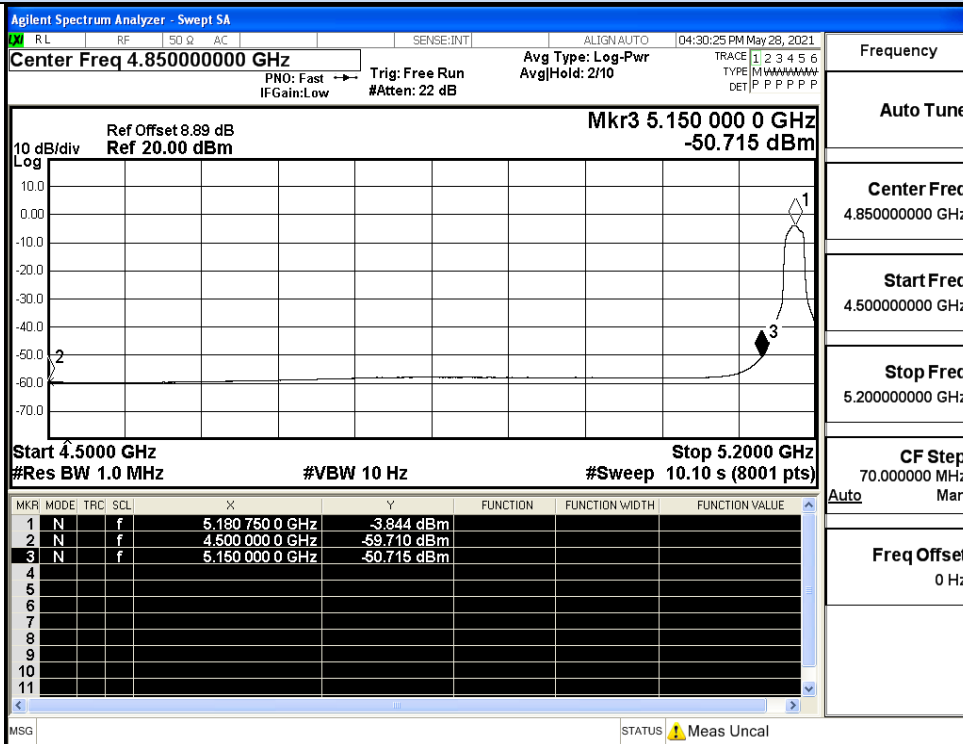 Agilent Spectrum Analyzer - Swept SA
LXI RL RF 50 Ω AC SENSE:INT ALIGN AUTO 04:30:25 PM May 28, 2021
Center Freq 4.850000000 GHz
PNO: Fast
IFGain:Low
Trig: Free Run
#Atten: 22 dB
Avg Type: Log-Pwr
Avg|Hold: 2/10
TRACE 1 2 3 4 5 6
TYPE M
DET P P P P P P
10 dB/div
Log
Ref Offset 8.89 dB
Ref 20.00 dBm
Mkr3 5.150 000 0 GHz
-50.715 dBm
10.0
0.00
-10.0
-20.0
-30.0
-40.0
-50.0
-60.0
-70.0
1
2
3
Start 4.5000 GHz Stop 5.2000 GHz
#Res BW 1.0 MHz #VBW 10 Hz #Sweep 10.10 s (8001 pts)
MKR MODE TRC SCL X Y FUNCTION FUNCTION WIDTH FUNCTION VALUE
1 N f 5.180 750 0 GHz -3.844 dBm
2 N f 4.500 000 0 GHz -59.710 dBm
3 N f 5.150 000 0 GHz -50.715 dBm
4
5
6
7
8
9
10
11
MSG STATUS Meas Uncal
Frequency
Auto Tune
Center Freq
4.850000000 GHz
Start Freq
4.500000000 GHz
Stop Freq
5.200000000 GHz
CF Step
70.000000 MHz
Auto Man
Freq Offset
0 Hz